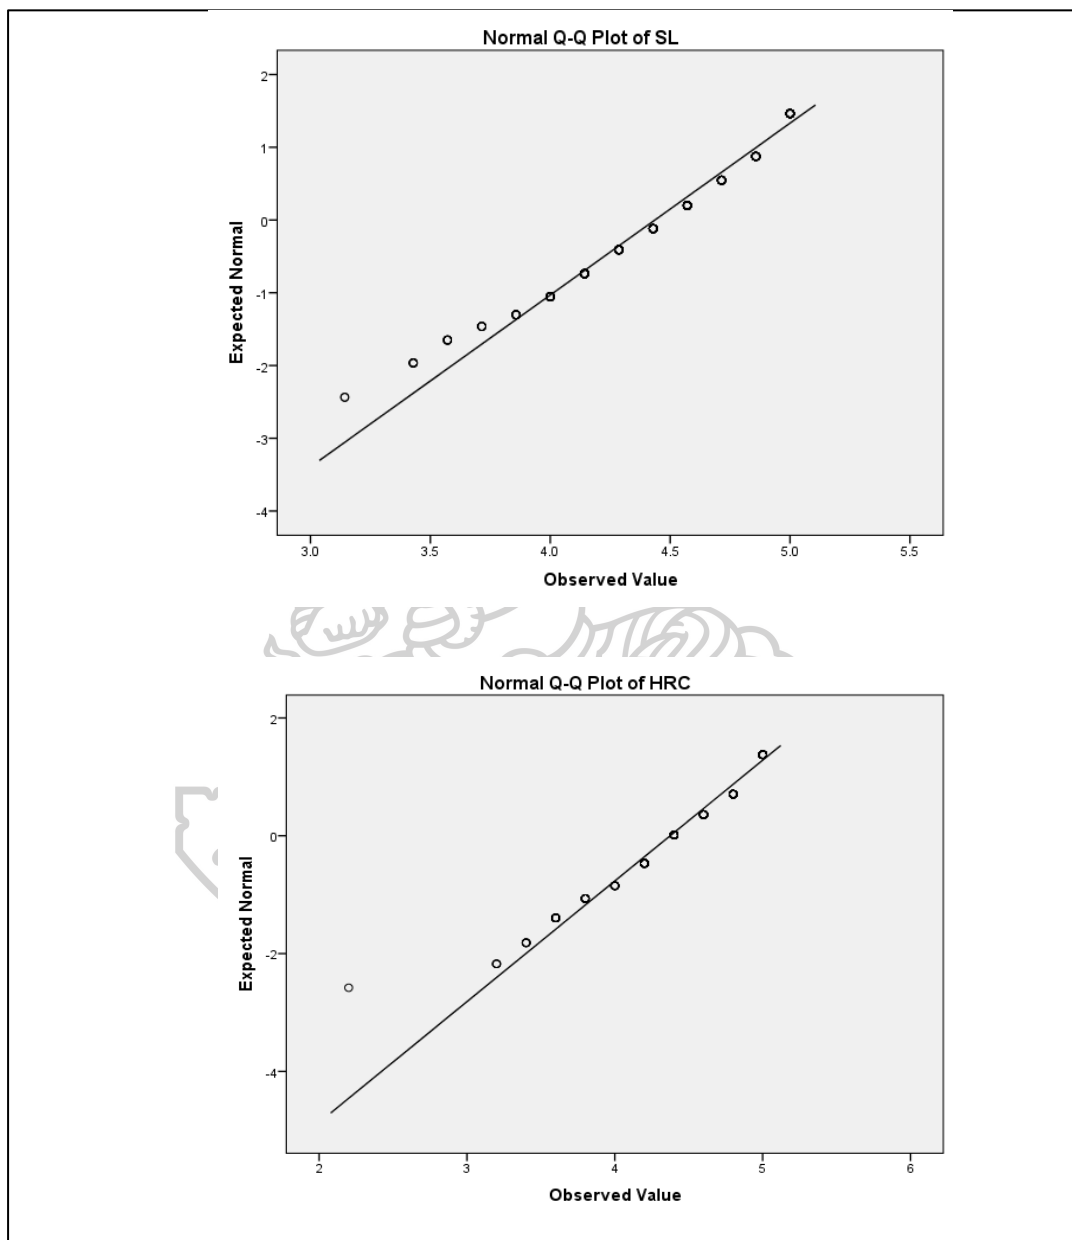 Normal Q-Q Plot of SL
2
1
0
-1
-2
-3
-4
Expected Normal
3.0 3.5 4.0 4.5 5.0 5.5
Observed Value
Normal Q-Q Plot of HRC
2
0
-2
-4
Expected Normal
2 3 4 5 6
Observed Value